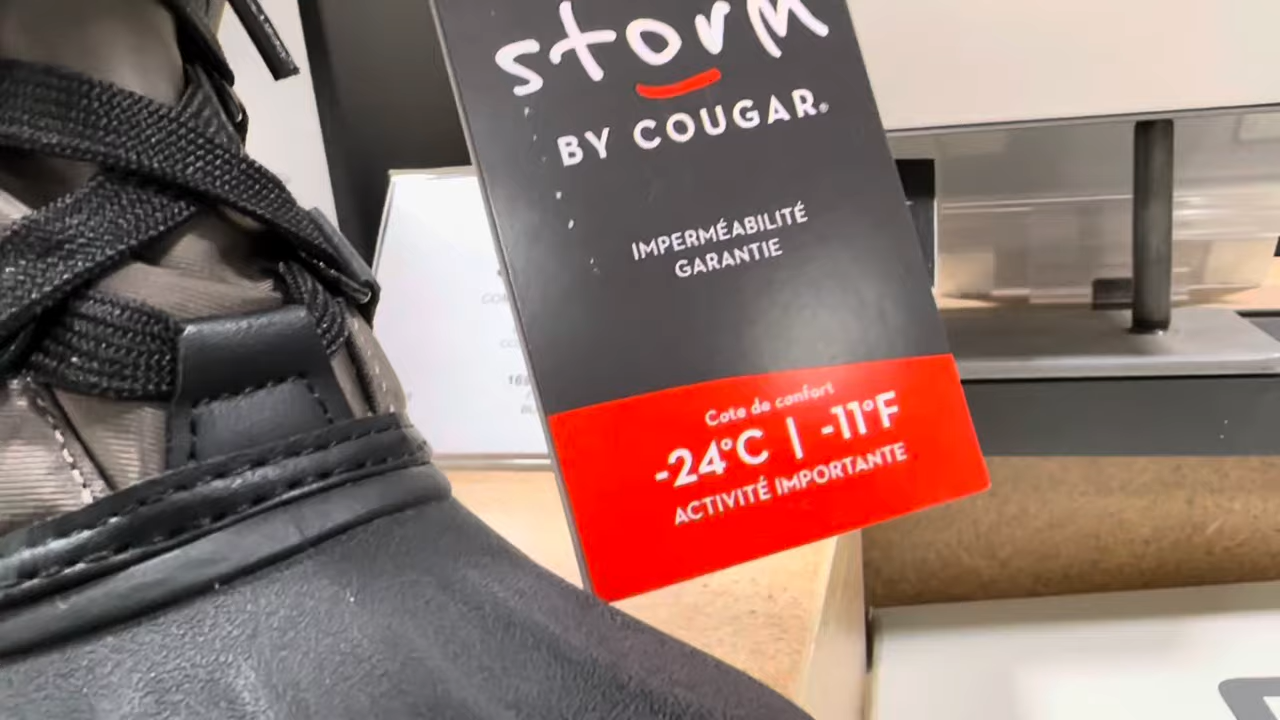 storm
BY COUGAR®
IMPERMÉABILITÉ
GARANTIE
Cote de confort
-24°C | -11°F
ACTIVITÉ IMPORTANTE